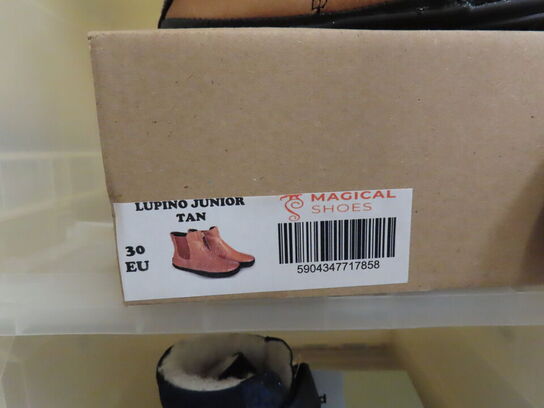 LUPINO JUNIOR
TAN
MAGICAL
SHOES
30
EU
5904347717858